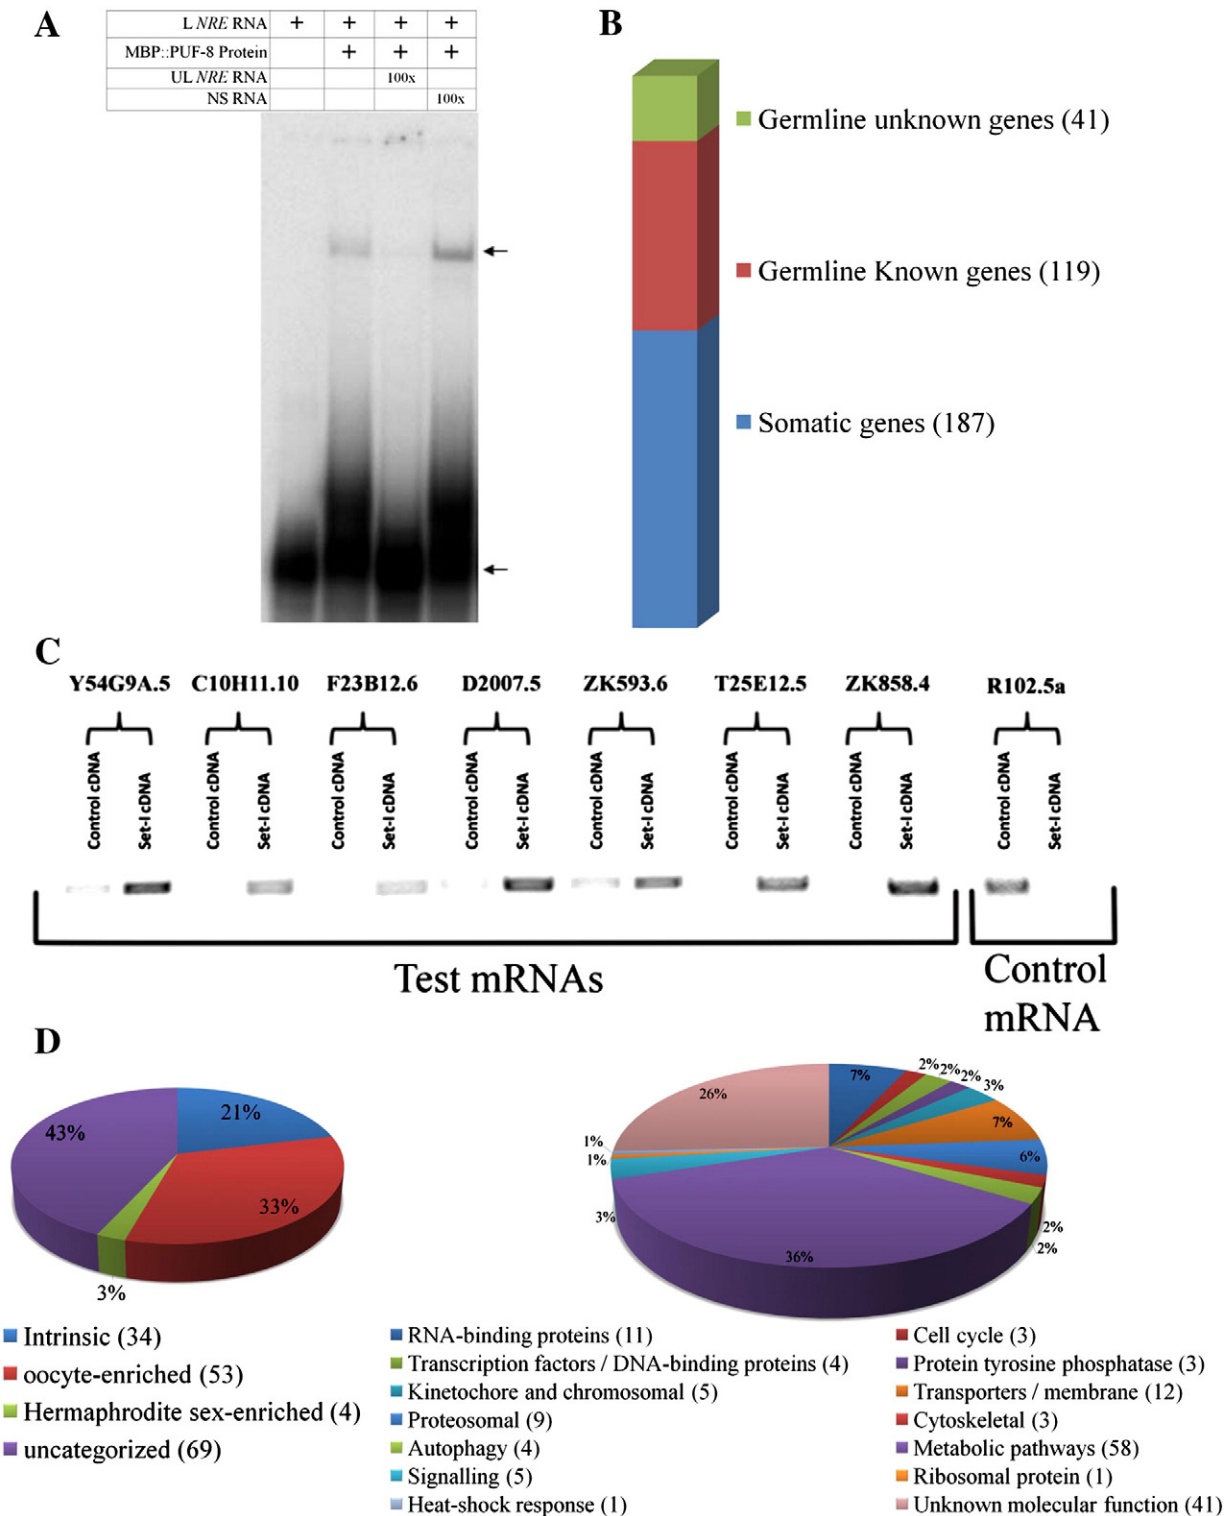 A
L NRE RNA + + + +
MBP::PUF-8 Protein + + +
UL NRE RNA 100x
NS RNA 100x
B
Germline unknown genes (41)
Germline Known genes (119)
Somatic genes (187)
C
Y54G9A.5 C10H11.10 F23B12.6 D2007.5 ZK593.6 T25E12.5 ZK858.4 R102.5a
Control cDNA Set-I cDNA Control cDNA Set-I cDNA Control cDNA Set-I cDNA Control cDNA Set-I cDNA Control cDNA Set-I cDNA Control cDNA Set-I cDNA Control cDNA Set-I cDNA Control cDNA Set-I cDNA
Test mRNAs
Control
mRNA
D
21%
33%
3%
43%
7%
2%
2%
2%
3%
7%
6%
2%
2%
36%
3%
1%
1%
26%
Intrinsic (34)
oocyte-enriched (53)
Hermaphrodite sex-enriched (4)
uncategorized (69)
RNA-binding proteins (11)
Transcription factors / DNA-binding proteins (4)
Kinetochore and chromosomal (5)
Proteosomal (9)
Autophagy (4)
Signalling (5)
Heat-shock response (1)
Cell cycle (3)
Protein tyrosine phosphatase (3)
Transporters / membrane (12)
Cytoskeletal (3)
Metabolic pathways (58)
Ribosomal protein (1)
Unknown molecular function (41)